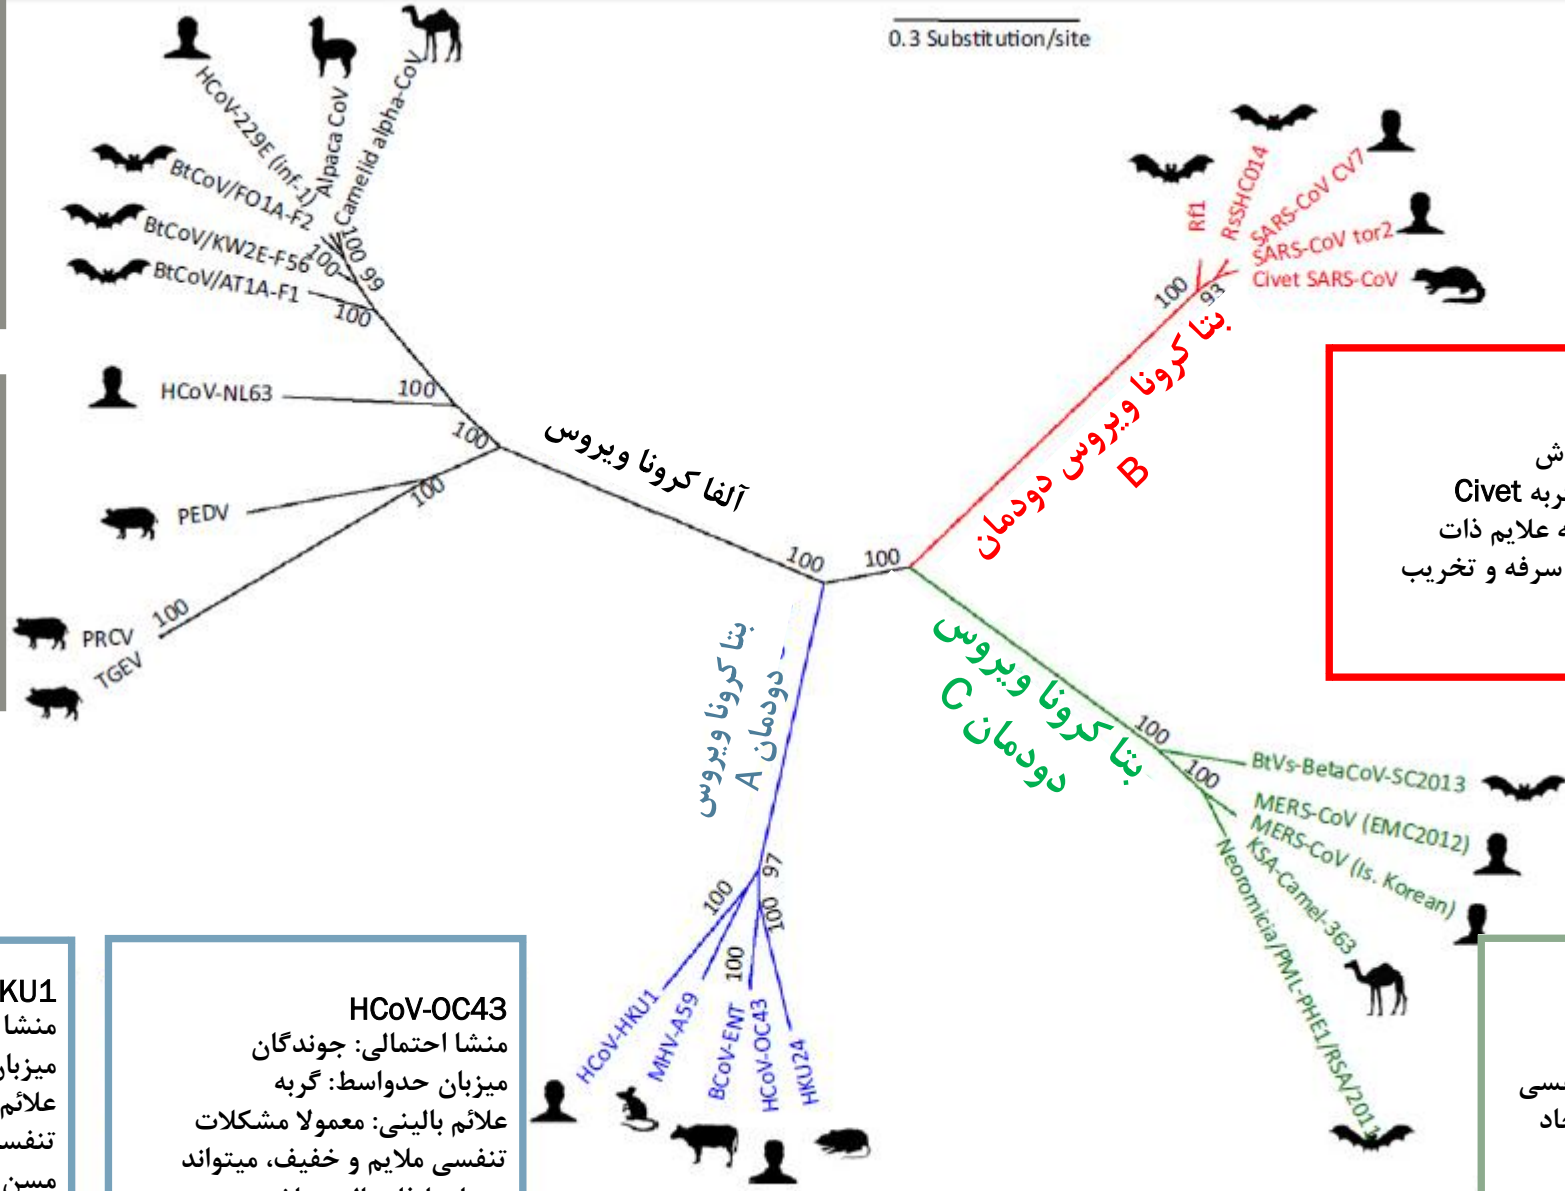 0.3 Substitution/site
HCoV-229E (inf-1)
Alpaca CoV
Camelid alpha-CoV
BtCoV/FO1A-F2
BtCoV/KW2E-F56
BtCoV/AT1A-F1
100
100
99
100
HCoV-NL63
100
100
PEDV
100
PRCV
100
TGEV
آلفا کرونا ویروس
100
100
Rf1
RsSHC014
SARS-CoV CV7
SARS-CoV tor2
Civet SARS-CoV
100
93
بتا کرونا ویروس دودمان
B
Civet
علایم ذات
سرفه و تخریب
بتا کرونا ویروس
دودمان A
بتا کرونا ویروس
دودمان C
100
100
BtVs-BetaCoV-SC2013
MERS-CoV (EMC2012)
MERS-CoV (Is. Korean)
KSA-Camel-363
Neoromicia/PML-PHE1/RSA/2011
97
100
100
100
HCoV-HKU1
MHV-A59
BCoV-ENT
HCoV-OC43
HKU24
KU1
منشا
علائم
مسن
HCoV-OC43
منشا احتمالی: جوندگان
میزبان حدواسط: گربه
علائم بالینی: معمولا مشکلات
تنفسی ملایم و خفیف، میتواند